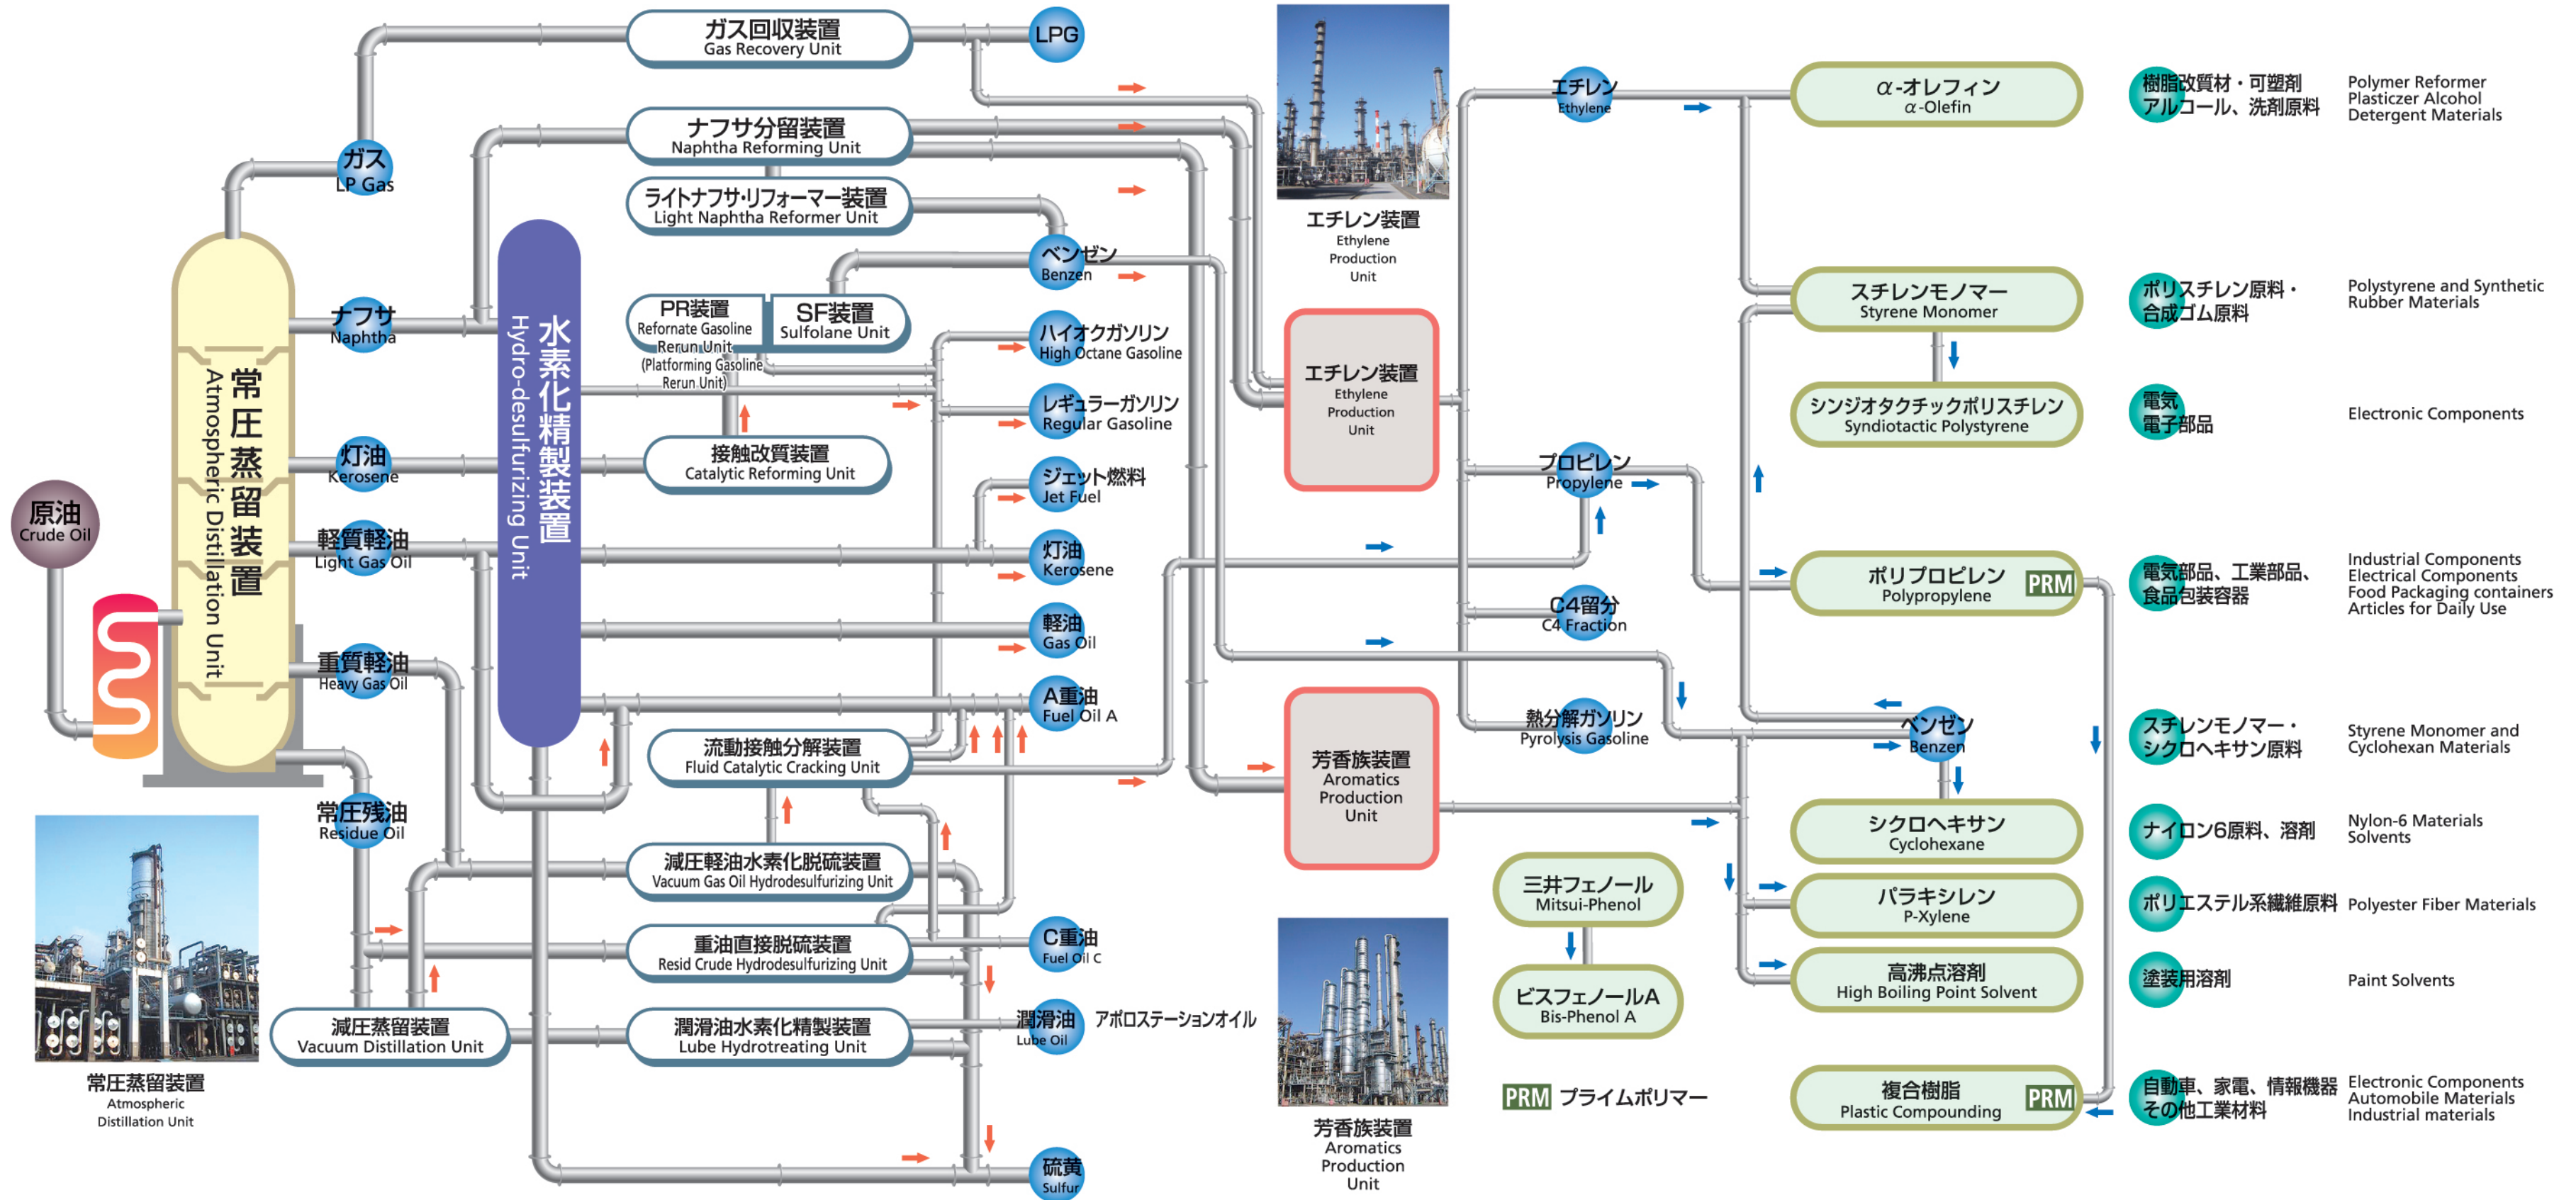 原油
Crude Oil
常圧蒸留装置
Atmospheric Distillation Unit
常圧蒸留装置
Atmospheric
Distillation Unit
ガス
LP Gas
ナフサ
Naphtha
灯油
Kerosene
軽質軽油
Light Gas Oil
重質軽油
Heavy Gas Oil
常圧残油
Residue Oil
減圧蒸留装置
Vacuum Distillation Unit
水素化精製装置
Hydro-desulfurizing Unit
ガス回収装置
Gas Recovery Unit
ナフサ分留装置
Naphtha Reforming Unit
ライトナフサ・リフォーマー装置
Light Naphtha Reformer Unit
PR装置
Refornate Gasoline
Rerun Unit
(Platforming Gasoline
Rerun Unit)
SF装置
Sulfolane Unit
接触改質装置
Catalytic Reforming Unit
流動接触分解装置
Fluid Catalytic Cracking Unit
減圧軽油水素化脱硫装置
Vacuum Gas Oil Hydrodesulfurizing Unit
重油直接脱硫装置
Resid Crude Hydrodesulfurizing Unit
潤滑油水素化精製装置
Lube Hydrotreating Unit
LPG
ベンゼン
Benzen
ハイオクガソリン
High Octane Gasoline
レギュラーガソリン
Regular Gasoline
ジェット燃料
Jet Fuel
灯油
Kerosene
軽油
Gas Oil
A重油
Fuel Oil A
C重油
Fuel Oil C
潤滑油
Lube Oil
アポロステーションオイル
硫黄
Sulfur
エチレン装置
Ethylene
Production
Unit
エチレン装置
Ethylene
Production
Unit
芳香族装置
Aromatics
Production
Unit
芳香族装置
Aromatics
Production
Unit
エチレン
Ethylene
プロピレン
Propylene
C4留分
C4 Fraction
熱分解ガソリン
Pyrolysis Gasoline
三井フェノール
Mitsui-Phenol
ビスフェノールA
Bis-Phenol A
PRM プライムポリマー
α-オレフィン
α-Olefin
スチレンモノマー
Styrene Monomer
シンジオタクチックポリスチレン
Syndiotactic Polystyrene
ポリプロピレン
Polypropylene
PRM
ベンゼン
Benzen
シクロヘキサン
Cyclohexane
パラキシレン
P-Xylene
高沸点溶剤
High Boiling Point Solvent
複合樹脂
Plastic Compounding
PRM
樹脂改質材・可塑剤
アルコール、洗剤原料
Polymer Reformer
Plasticzer Alcohol
Detergent Materials
ポリスチレン原料・
合成ゴム原料
Polystyrene and Synthetic
Rubber Materials
電気
電子部品
Electronic Components
電気部品、工業部品、
食品包装容器
Industrial Components
Electrical Components
Food Packaging containers
Articles for Daily Use
スチレンモノマー・
シクロヘキサン原料
Styrene Monomer and
Cyclohexan Materials
ナイロン6原料、溶剤
Nylon-6 Materials
Solvents
ポリエステル系繊維原料
Polyester Fiber Materials
塗装用溶剤
Paint Solvents
自動車、家電、情報機器
その他工業材料
Electronic Components
Automobile Materials
Industrial materials